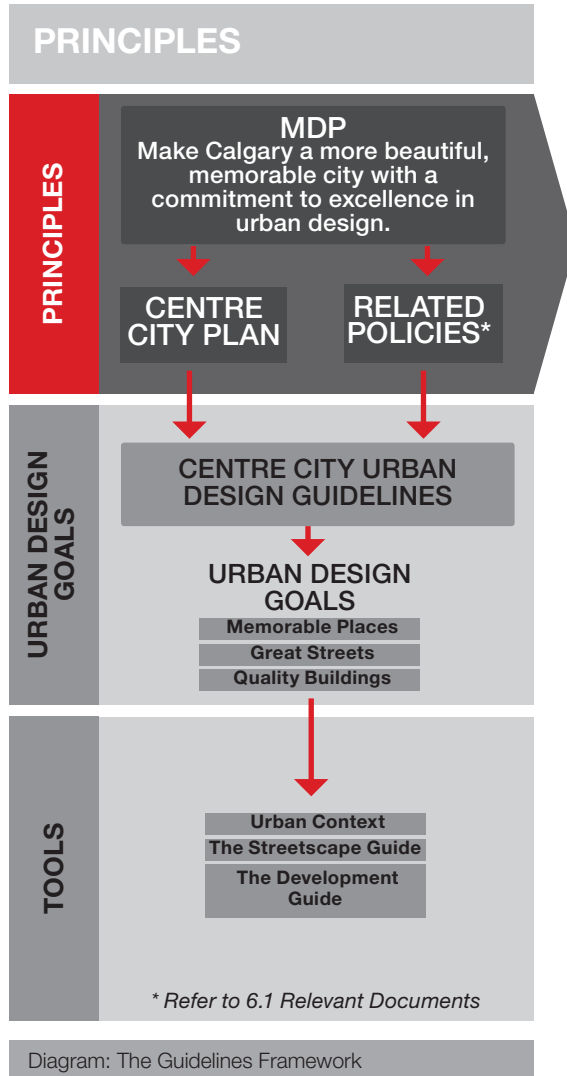 PRINCIPLES
PRINCIPLES
MDP
Make Calgary a more beautiful,
memorable city with a
commitment to excellence in
urban design.
CENTRE
CITY PLAN
RELATED
POLICIES*
URBAN DESIGN
GOALS
CENTRE CITY URBAN
DESIGN GUIDELINES
URBAN DESIGN
GOALS
Memorable Places
Great Streets
Quality Buildings
TOOLS
Urban Context
The Streetscape Guide
The Development
Guide
* Refer to 6.1 Relevant Documents
Diagram: The Guidelines Framework